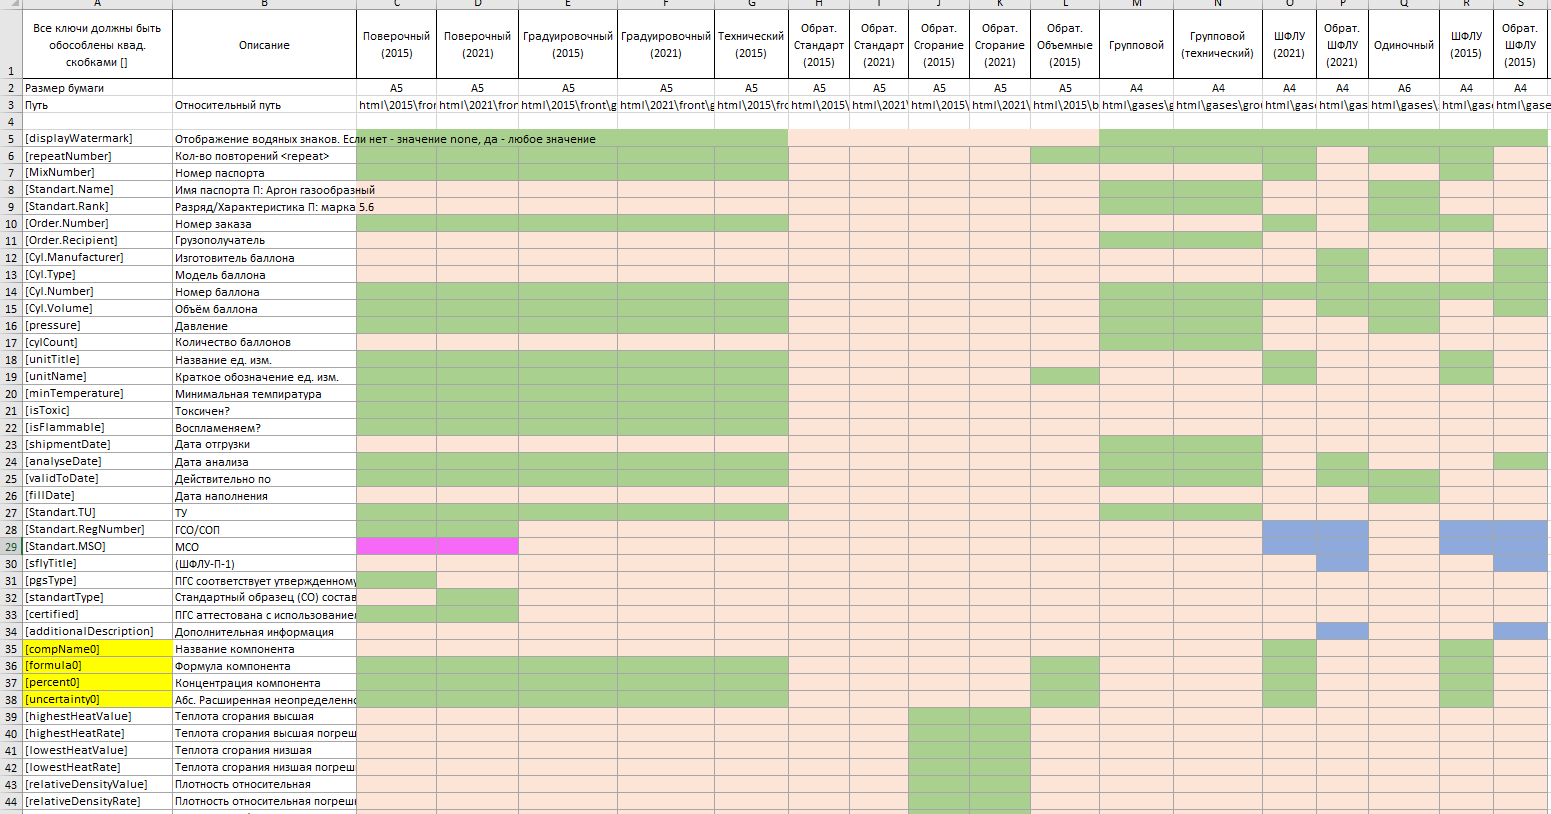 A B C D E F G H I J K L M N O P Q R S
1 Все ключи должны быть обособлены квад. скобками [] Описание Поверочный (2015) Поверочный (2021) Градуировочный (2015) Градуировочный (2021) Технический (2015) Обрат. Стандарт (2015) Обрат. Стандарт (2021) Обрат. Сгорание (2015) Обрат. Сгорание (2021) Обрат. Объемные (2015) Групповой Групповой (технический) ШФЛУ (2021) Обрат. ШФЛУ (2021) Одиночный ШФЛУ (2015) Обрат. ШФЛУ (2015)
2 Размер бумаги A5 A5 A5 A5 A5 A5 A5 A5 A5 A5 A4 A4 A4 A4 A6 A4 A4
3 Путь Относительный путь html\2015\fror html\2021\fron html\2015\front\g html\2021\front\g html\2015\fro html\2015\ html\2021\ html\2015\ html\2021\ html\2015\b html\gases\g html\gases\gro html\gase html\gas html\gases\ html\gase html\gase
4
5 [displayWatermark] Отображение водяных знаков. Если нет - значение none, да - любое значение
6 [repeatNumber] Кол-во повторений <repeat>
7 [MixNumber] Номер паспорта
8 [Standart.Name] Имя паспорта П: Аргон газообразный
9 [Standart.Rank] Разряд/Характеристика П: марка 5.6
10 [Order.Number] Номер заказа
11 [Order.Recipient] Грузополучатель
12 [Cyl.Manufacturer] Изготовитель баллона
13 [Cyl.Type] Модель баллона
14 [Cyl.Number] Номер баллона
15 [Cyl.Volume] Объём баллона
16 [pressure] Давление
17 [cylCount] Количество баллонов
18 [unitTitle] Название ед. изм.
19 [unitName] Краткое обозначение ед. изм.
20 [minTemperature] Минимальная темпиратура
21 [isToxic] Токсичен?
22 [isFlammable] Воспламеняем?
23 [shipmentDate] Дата отгрузки
24 [analyseDate] Дата анализа
25 [validToDate] Действительно по
26 [fillDate] Дата наполнения
27 [Standart.TU] ТУ
28 [Standart.RegNumber] ГСО/СОП
29 [Standart.MSO] МСО
30 [sflyTitle] (ШФЛУ-П-1)
31 [pgsType] ПГС соответствует утвержденному
32 [standartType] Стандартный образец (СО) состав
33 [certified] ПГС аттестована с использование
34 [additionalDescription] Дополнительная информация
35 [compName0] Название компонента
36 [formula0] Формула компонента
37 [percent0] Концентрация компонента
38 [uncertainty0] Абс. Расширенная неопределенно
39 [highestHeatValue] Теплота сгорания высшая
40 [highestHeatRate] Теплота сгорания высшая погреш
41 [lowestHeatValue] Теплота сгорания низшая
42 [lowestHeatRate] Теплота сгорания низшая погреш
43 [relativeDensityValue] Плотность относительная
44 [relativeDensityRate] Плотность относительная погреш